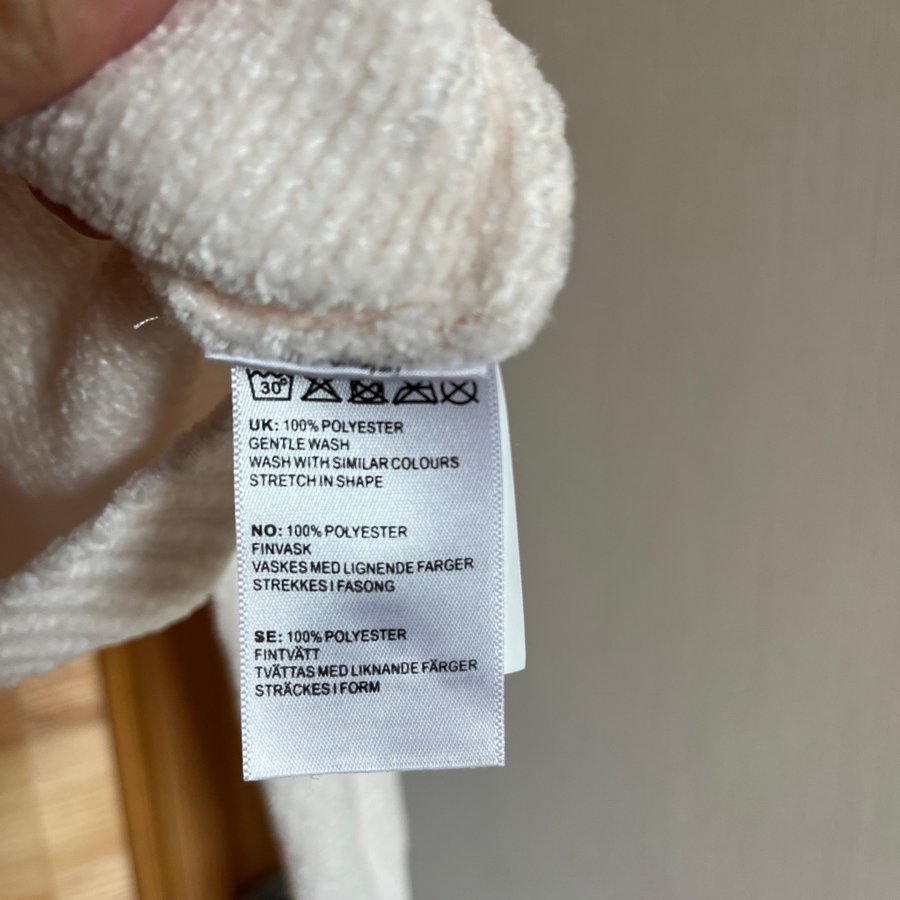 30°
UK: 100% POLYESTER
GENTLE WASH
WASH WITH SIMILAR COLOURS
STRETCH IN SHAPE
NO: 100% POLYESTER
FINVASK
VASKES MED LIGNENDE FARGER
STREKKES I FASONG
SE: 100% POLYESTER
FINTVÄTT
TVÄTTAS MED LIKNANDE FÄRGER
STRÄCKES I FORM